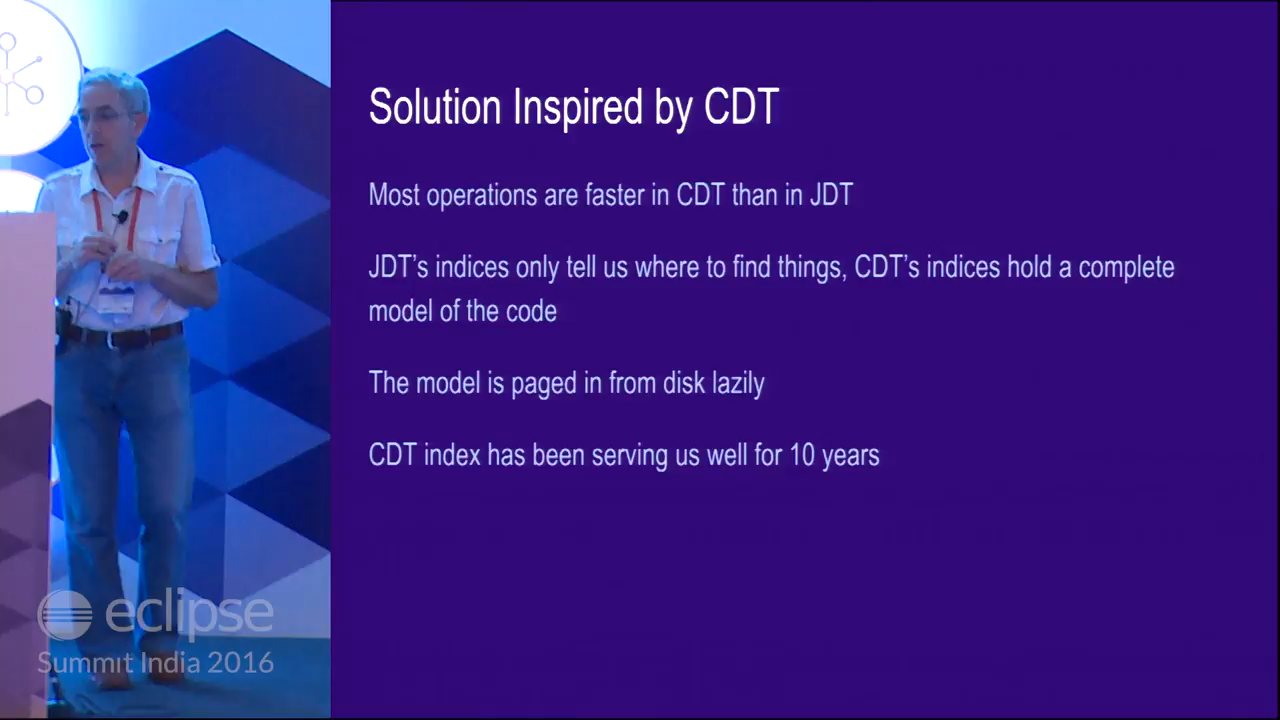 Solution Inspired by CDT
Most operations are faster in CDT than in JDT
JDT’s indices only tell us where to find things, CDT’s indices hold a complete
model of the code
The model is paged in from disk lazily
CDT index has been serving us well for 10 years
eclipse
Summit India 2016